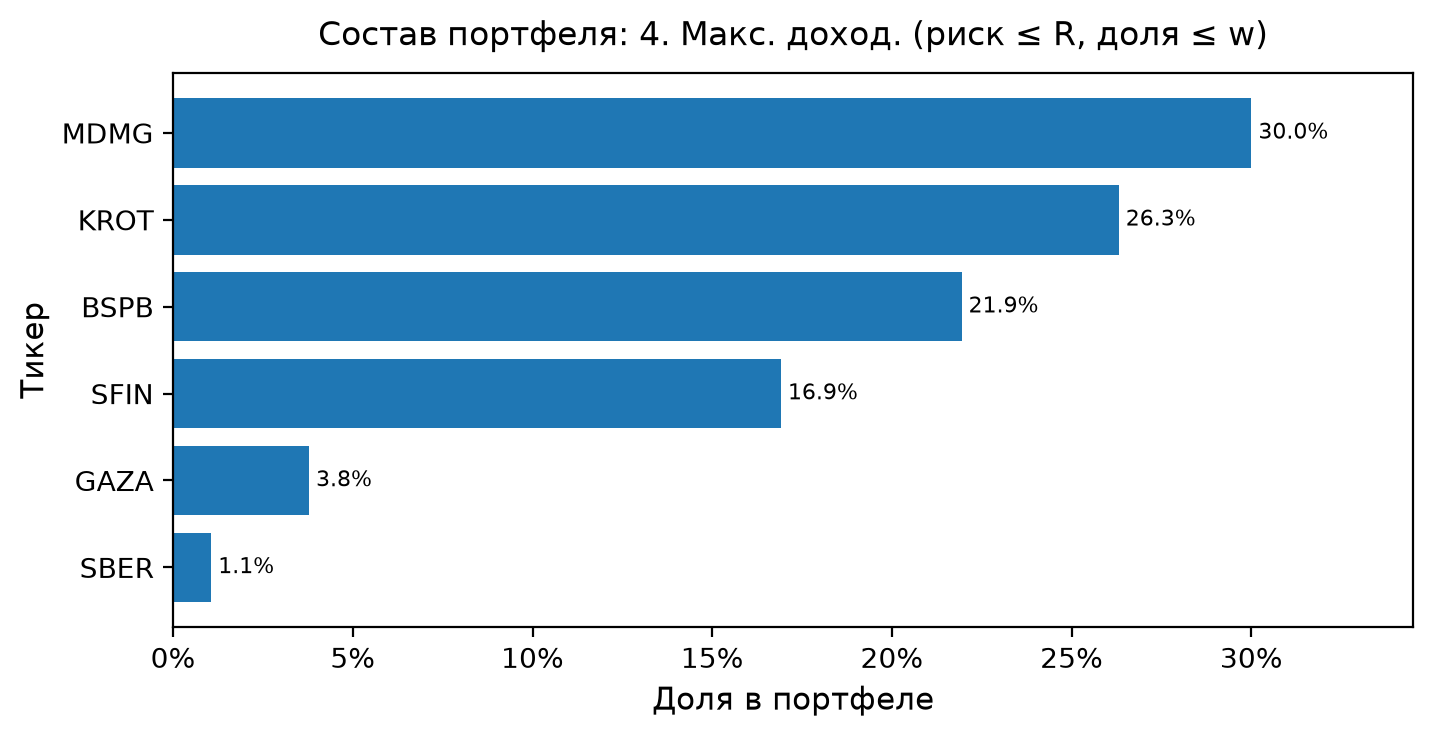 Состав портфеля: 4. Макс. доход. (риск ≤ R, доля ≤ w)
Тикер
MDMG 30.0%
KROT 26.3%
BSPB 21.9%
SFIN 16.9%
GAZA 3.8%
SBER 1.1%
0% 5% 10% 15% 20% 25% 30%
Доля в портфеле